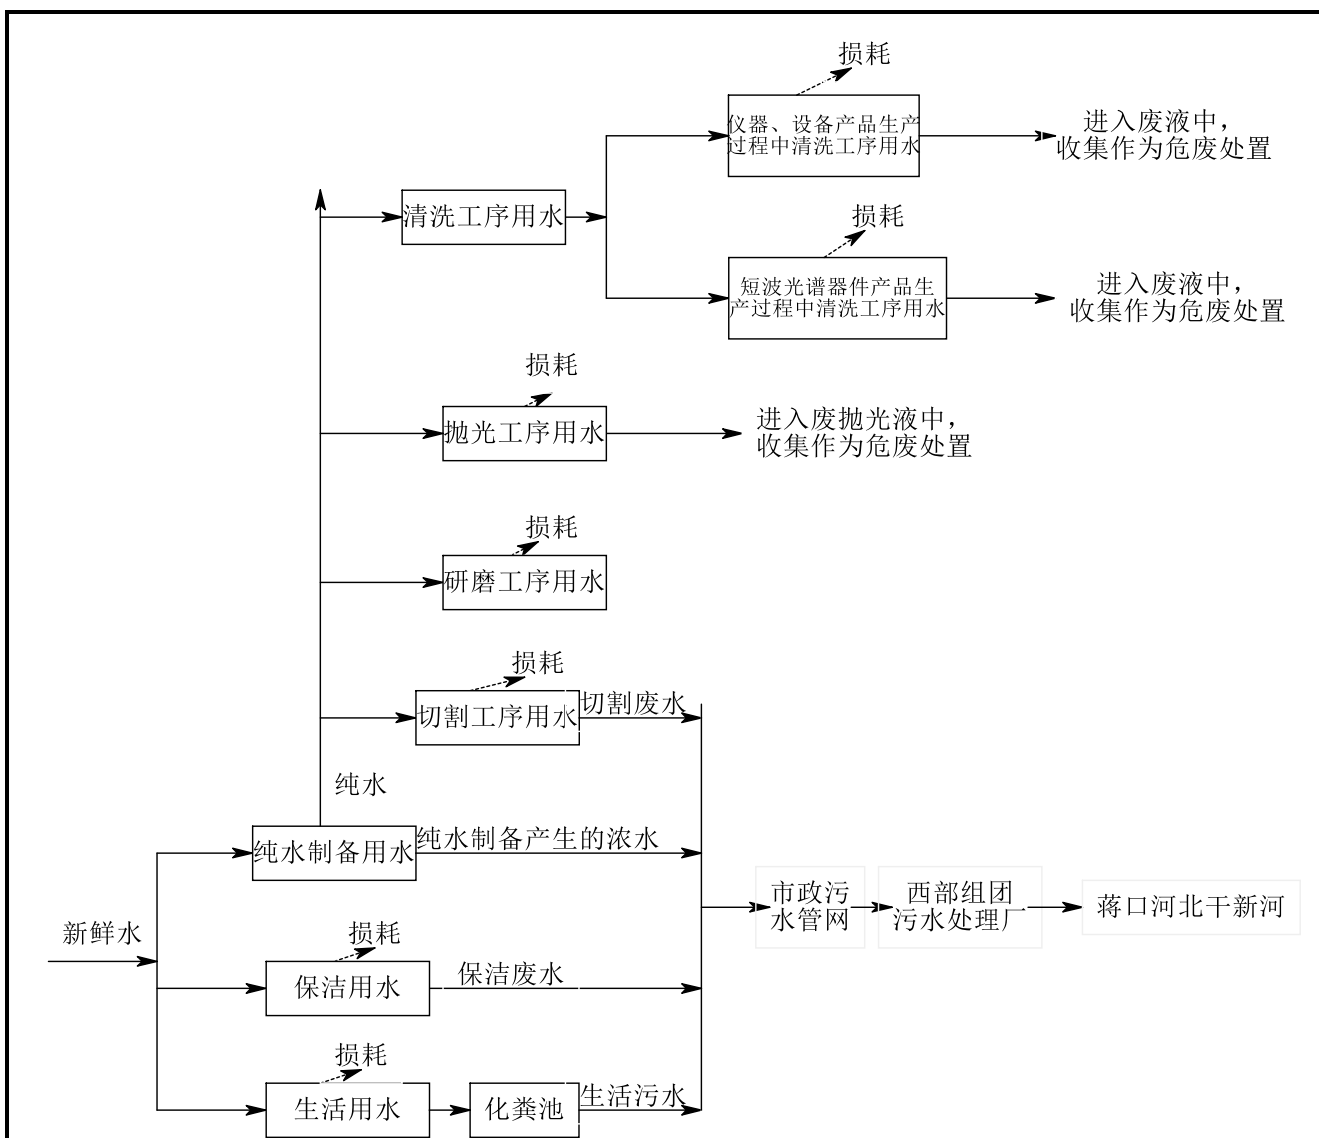 损耗
仪器、设备产品生产
过程中清洗工序用水
进入废液中，
收集作为危废处置
清洗工序用水
损耗
短波光谱器件产品生
产过程中清洗工序用水
进入废液中，
收集作为危废处置
损耗
抛光工序用水
进入废抛光液中，
收集作为危废处置
损耗
研磨工序用水
损耗
切割工序用水
切割废水
纯水
纯水制备用水
纯水制备产生的浓水
市政污
水管网
西部组团
污水处理厂
蒋口河北干新河
新鲜水
损耗
保洁用水
保洁废水
损耗
生活用水
化粪池
生活污水